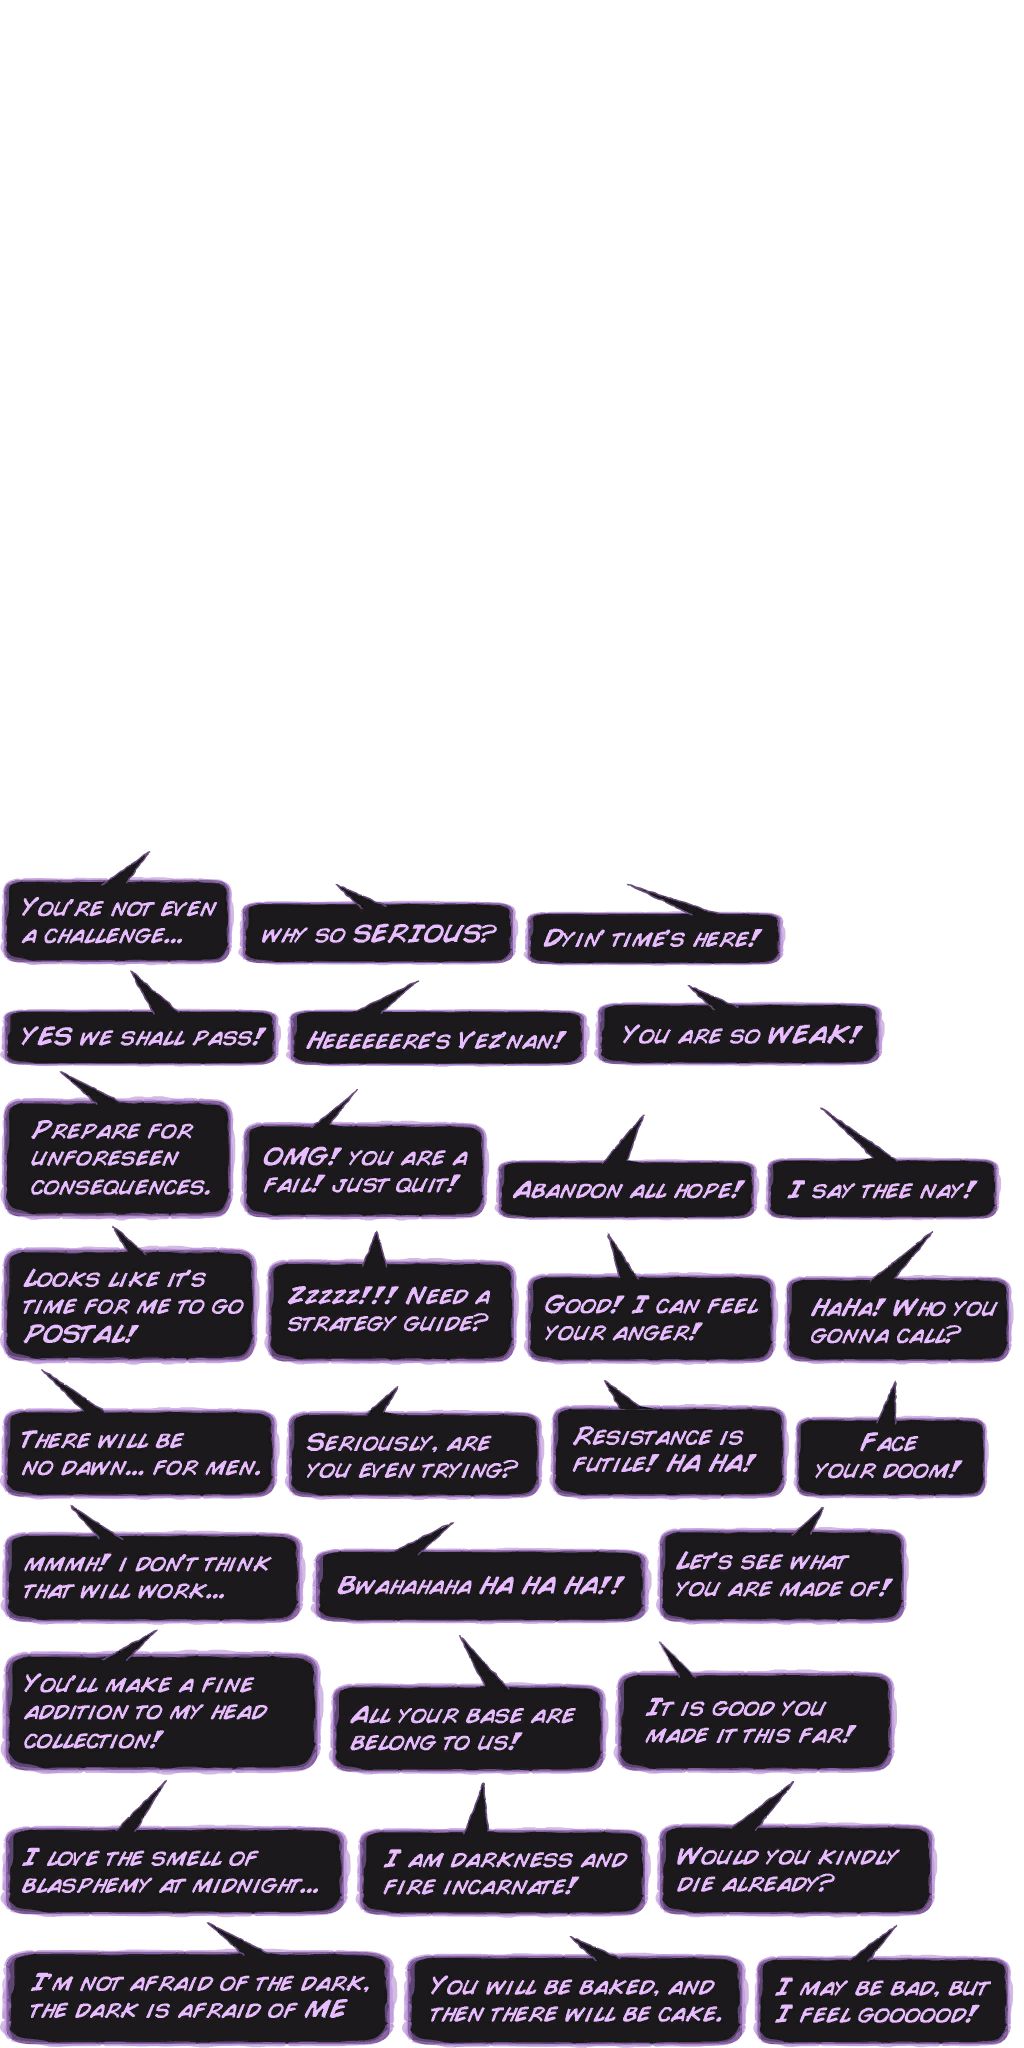 You're not even
a challenge...
why so SERIOUS?
Dyin' time's here!
YES we shall pass!
Heeeeeere's Vez'nan!
You are so WEAK!
Prepare for
unforeseen
consequences.
OMG! you are a
fail! just quit!
Abandon all hope!
I say thee nay!
Looks like it's
time for me to go
POSTAL!
Zzzzz!!! Need a
strategy guide?
Good! I can feel
your anger!
HaHa! Who you
gonna call?
There will be
no dawn... for men.
Seriously, are
you even trying?
Resistance is
futile! HA HA!
Face
your doom!
mmmh! i don't think
that will work...
Bwahahaha HA HA HA!!
Let's see what
you are made of!
You'll make a fine
addition to my head
collection!
All your base are
belong to us!
It is good you
made it this far!
I love the smell of
blasphemy at midnight...
I am darkness and
fire incarnate!
Would you kindly
die already?
I'm not afraid of the dark,
the dark is afraid of ME
You will be baked, and
then there will be cake.
I may be bad, but
I feel goooood!